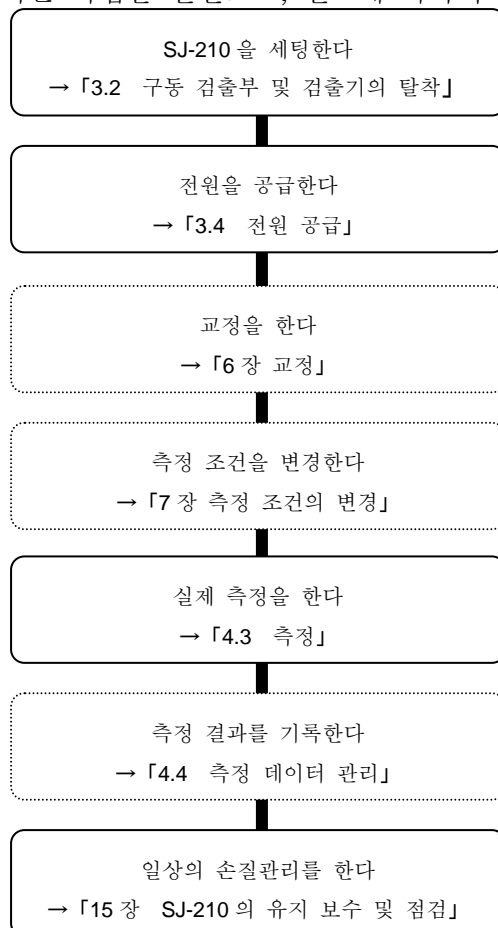 SJ-210 을 세팅한다
→「3.2 구동 검출부 및 검출기의 탈착」
전원을 공급한다
→「3.4 전원 공급」
교정을 한다
→「6 장 교정」
측정 조건을 변경한다
→「7 장 측정 조건의 변경」
실제 측정을 한다
→「4.3 측정」
측정 결과를 기록한다
→「4.4 측정 데이터 관리」
일상의 손질관리를 한다
→「15 장 SJ-210 의 유지 보수 및 점검」